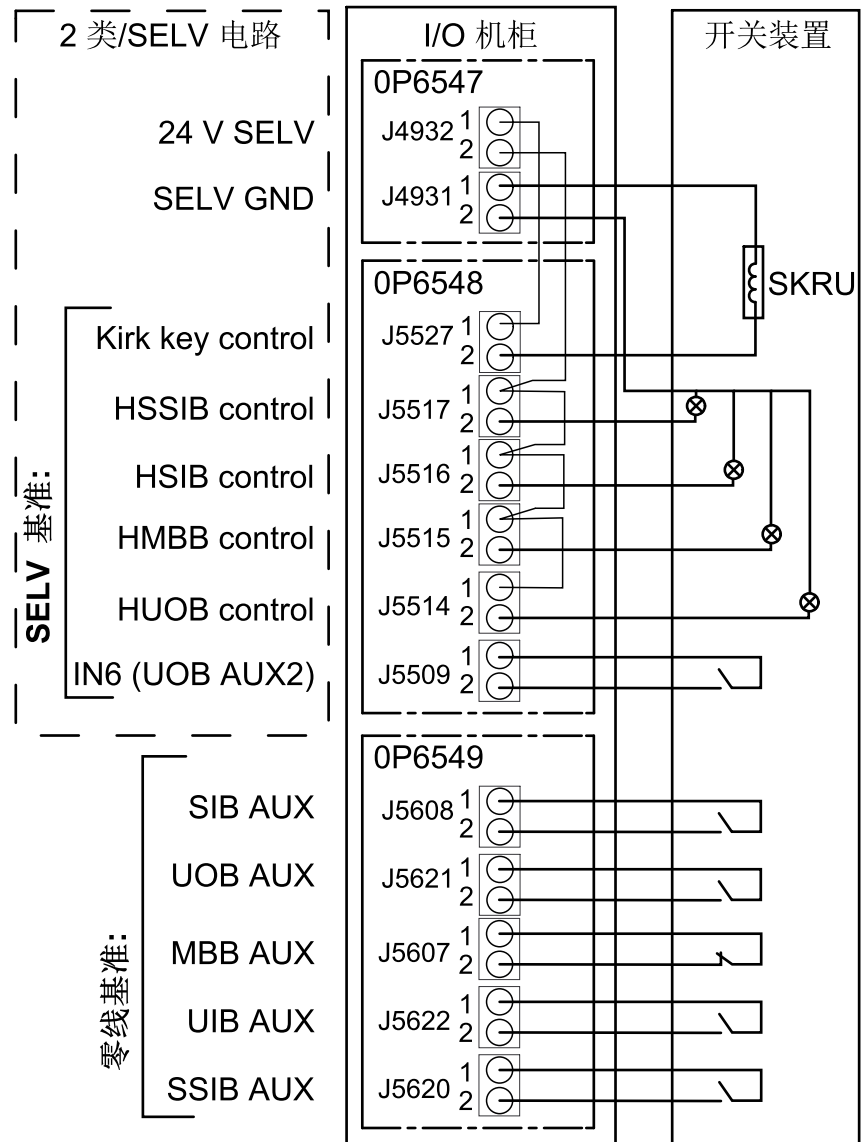 2 类/SELV 电路
I/O 机柜
开关装置
0P6547
24 V SELV
J4932 1
2
SELV GND
J4931 1
2
0P6548
SKRU
SELV 基准:
Kirk key control
J5527 1
2
HSSIB control
J5517 1
2
HSIB control
J5516 1
2
HMBB control
J5515 1
2
HUOB control
J5514 1
2
IN6 (UOB AUX2)
J5509 1
2
0P6549
零线基准:
SIB AUX
J5608 1
2
UOB AUX
J5621 1
2
MBB AUX
J5607 1
2
UIB AUX
J5622 1
2
SSIB AUX
J5620 1
2